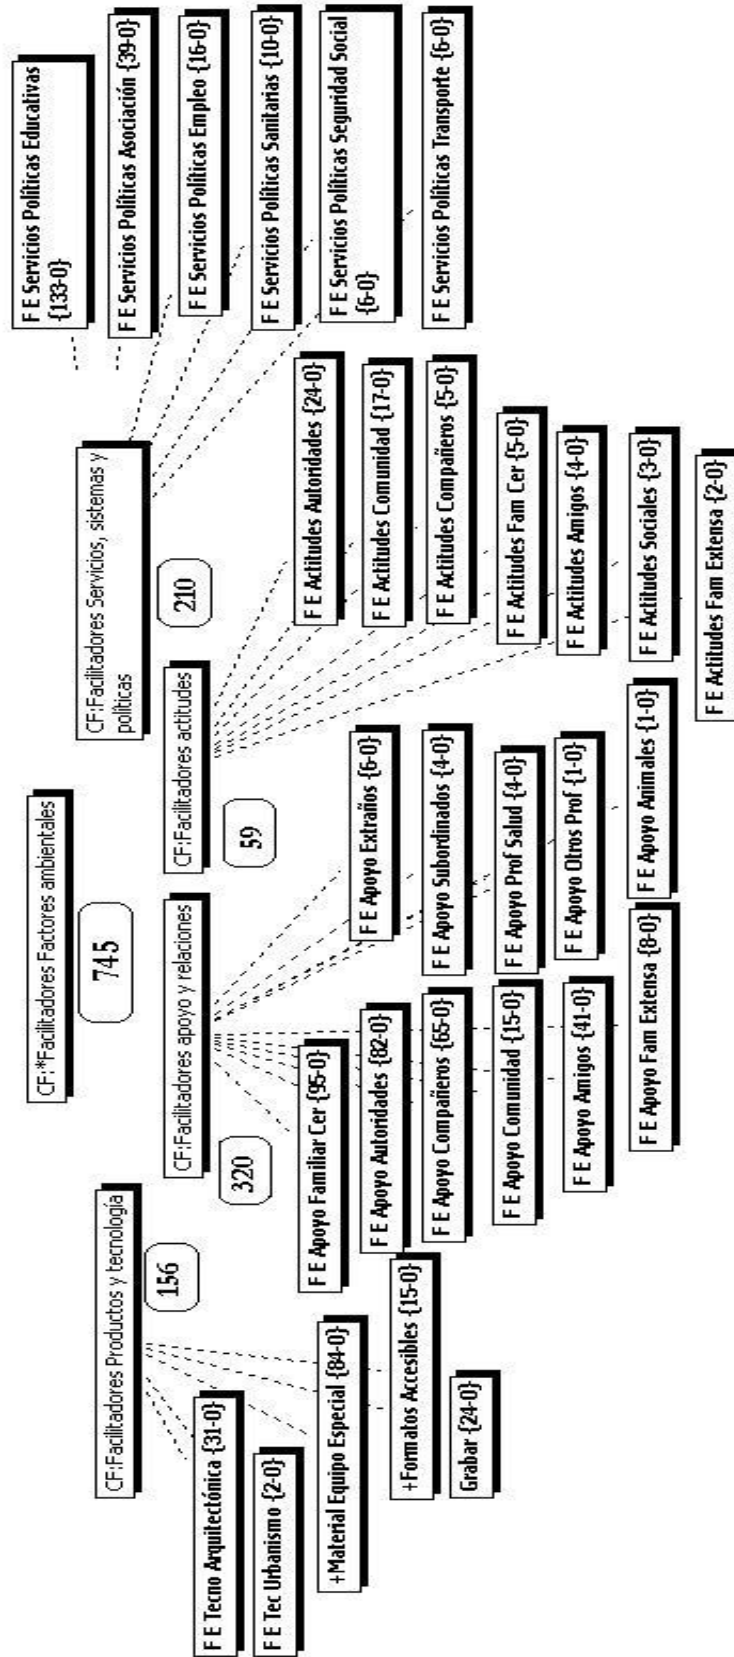 CF:*Facilitadores Factores ambientales
745
CF:Facilitadores Productos y tecnología
156
F E Tecno Arquitectónica {31-0}
F E Tec Urbanismo {2-0}
+Material Equipo Especial {84-0}
+Formatos Accesibles {15-0}
Grabar {24-0}
CF:Facilitadores apoyo y relaciones
320
F E Apoyo Familiar Cer {95-0}
F E Apoyo Autoridades {82-0}
F E Apoyo Compañeros {65-0}
F E Apoyo Comunidad {15-0}
F E Apoyo Amigos {41-0}
F E Apoyo Fam Extensa {8-0}
F E Apoyo Extraños {6-0}
F E Apoyo Subordinados {4-0}
F E Apoyo Prof Salud {4-0}
F E Apoyo Otros Prof {1-0}
F E Apoyo Animales {1-0}
CF:Facilitadores actitudes
59
F E Actitudes Autoridades {24-0}
F E Actitudes Comunidad {17-0}
F E Actitudes Compañeros {5-0}
F E Actitudes Fam Cer {5-0}
F E Actitudes Amigos {4-0}
F E Actitudes Sociales {3-0}
F E Actitudes Fam Extensa {2-0}
CF:Facilitadores Servicios, sistemas y
políticas
210
F E Servicios Políticas Educativas
{133-0}
F E Servicios Políticas Asociación {39-0}
F E Servicios Políticas Empleo {16-0}
F E Servicios Políticas Sanitarias {10-0}
F E Servicios Políticas Seguridad Social
{6-0}
F E Servicios Políticas Transporte {6-0}